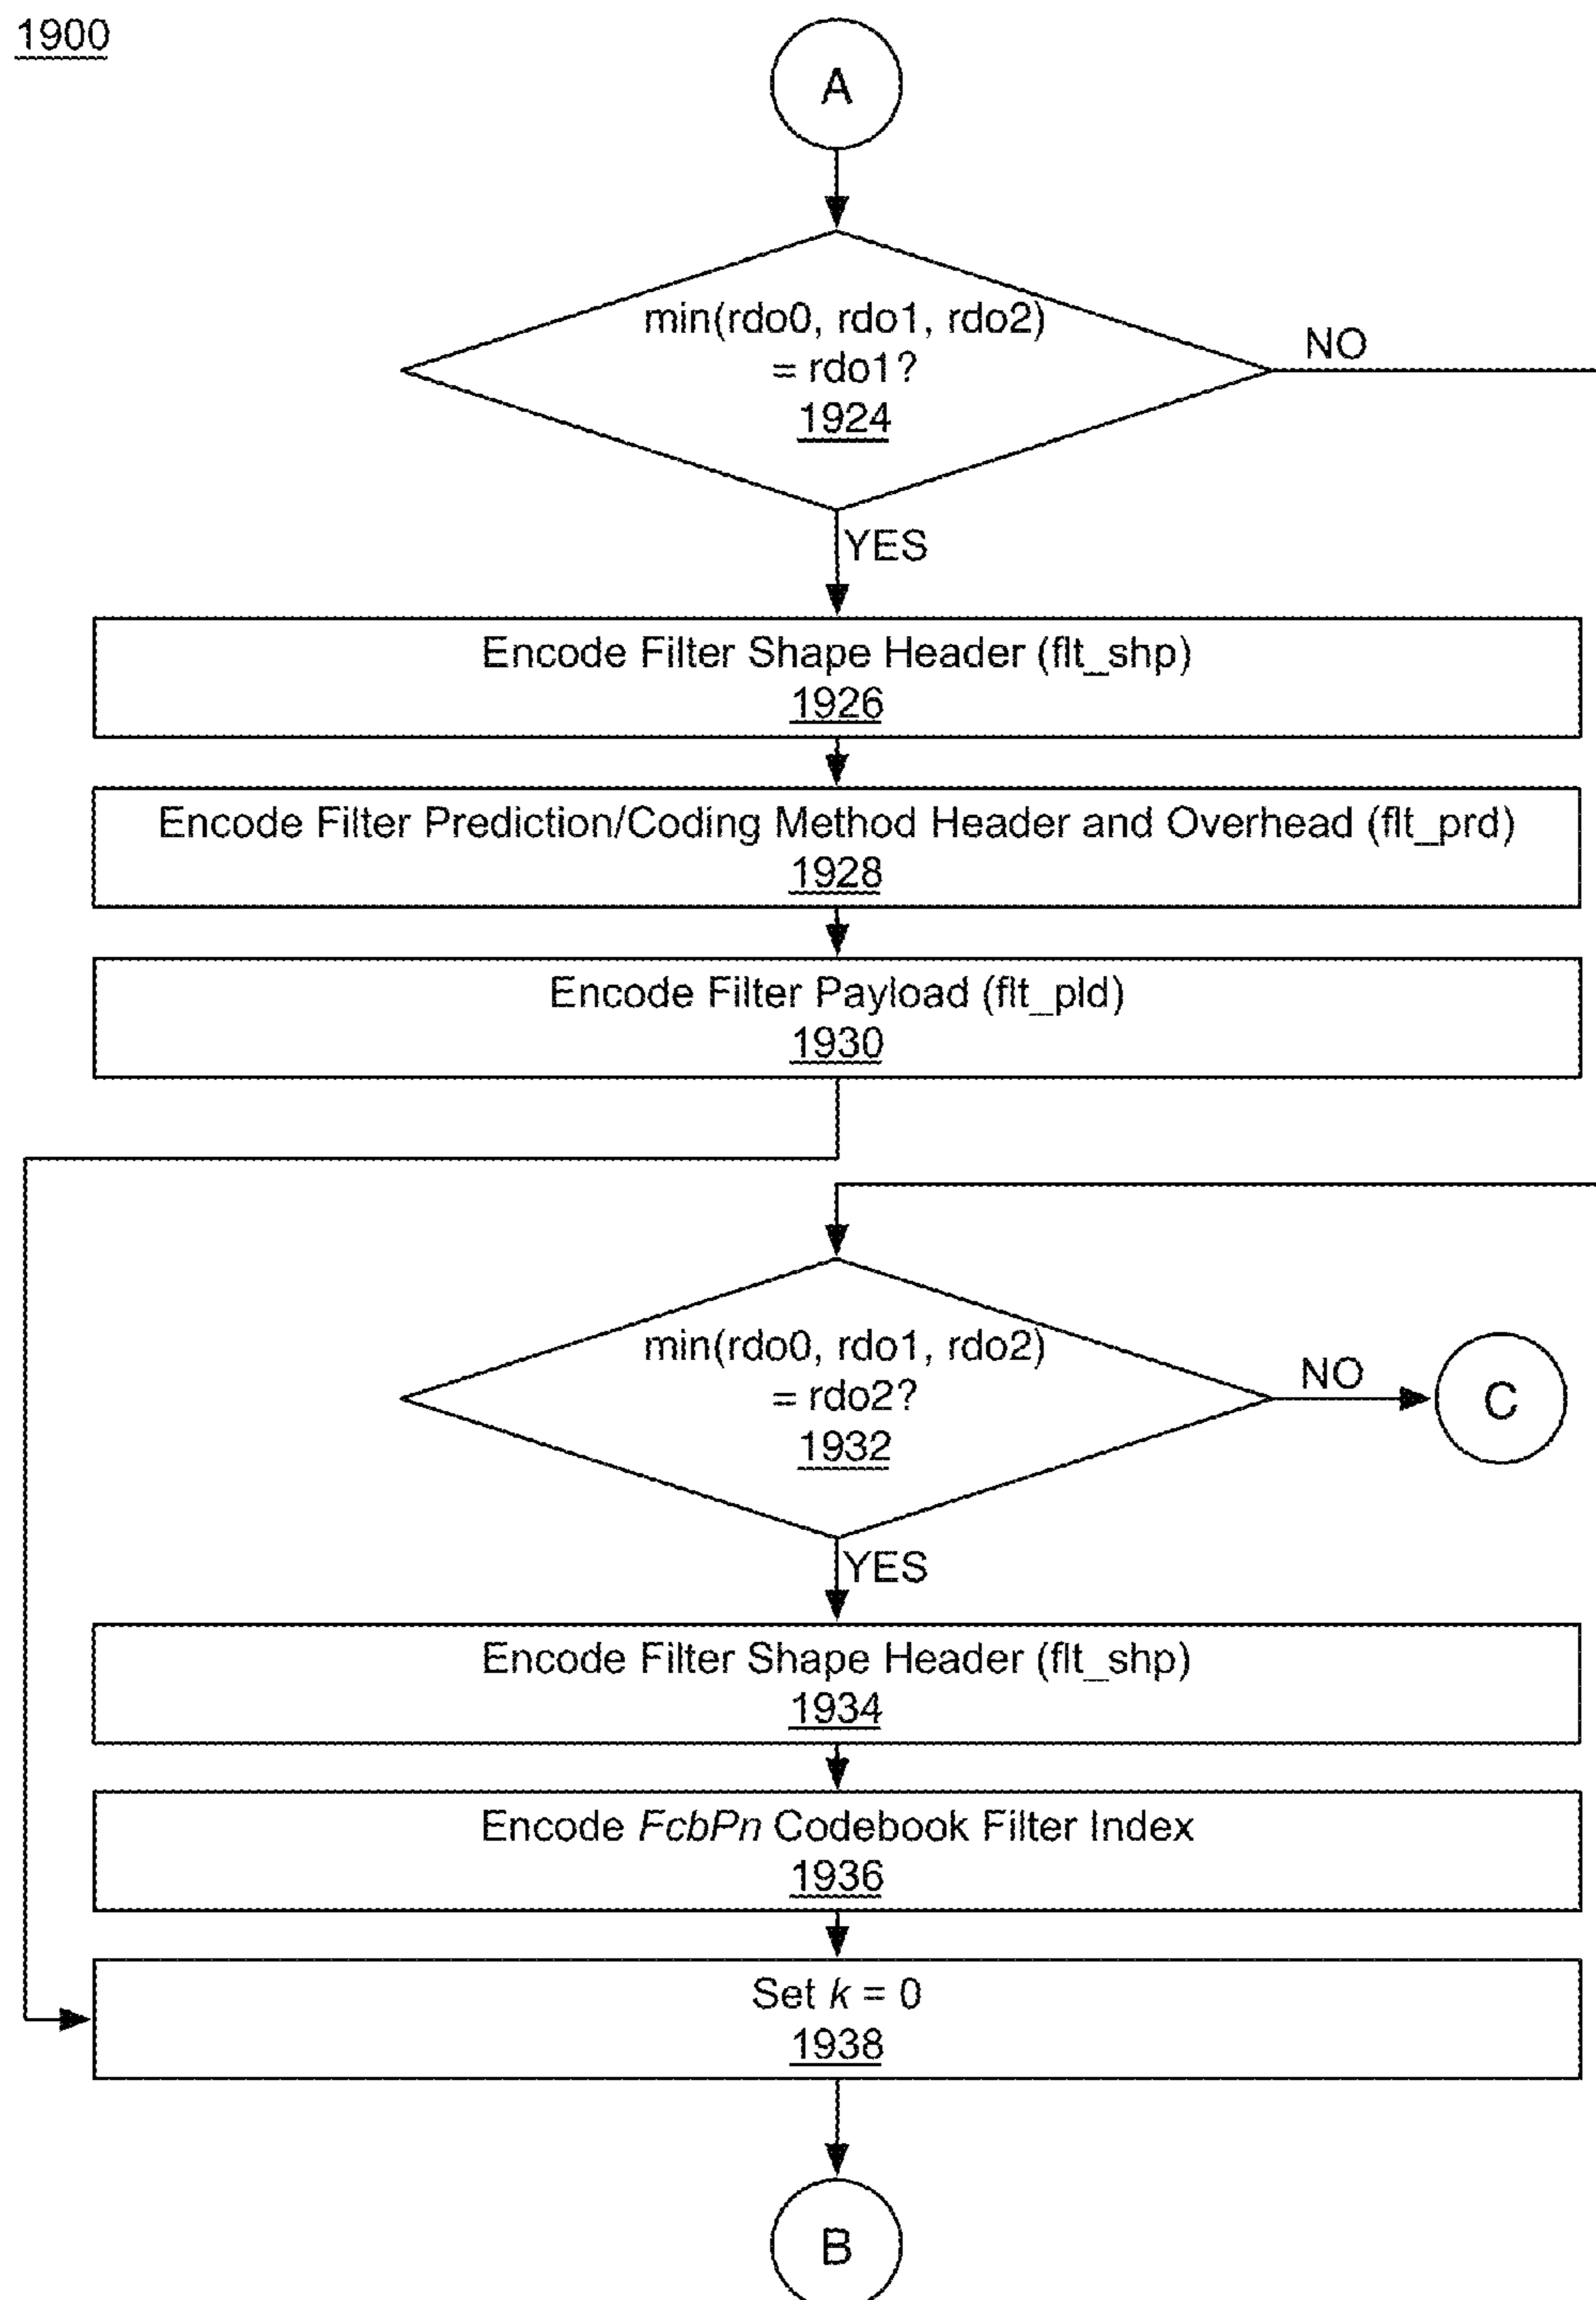 1900
A
min(rdo0, rdo1, rdo2)
= rdo1?
1924
NO
YES
Encode Filter Shape Header (flt_shp)
1926
Encode Filter Prediction/Coding Method Header and Overhead (flt_prd)
1928
Encode Filter Payload (flt_pld)
1930
min(rdo0, rdo1, rdo2)
= rdo2?
1932
NO
C
YES
Encode Filter Shape Header (flt_shp)
1934
Encode FcbPn Codebook Filter Index
1936
Set k = 0
1938
B